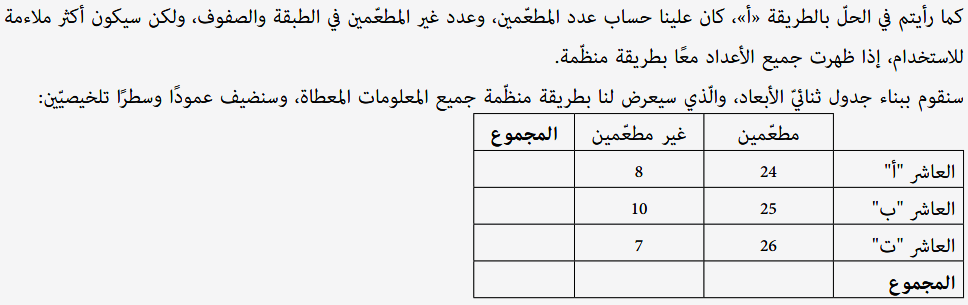 كما رأيتم في الحلّ بالطريقة «أ»، كان علينا حساب عدد المطعّمين، وعدد غير المطعّمين في الطبقة والصفوف، ولكن سيكون أكثر ملاءمة
للاستخدام، إذا ظهرت جميع الأعداد معًا بطريقة منظّمة.
سنقوم ببناء جدول ثنائيّ الأبعاد، والّذي سيعرض لنا بطريقة منظّمة جميع المعلومات المعطاة، وسنضيف عمودًا وسطرًا تلخيصيّين:
مطعّمين غير مطعّمين المجموع
العاشر "أ" 24 8
العاشر "ب" 25 10
العاشر "ت" 26 7
المجموع